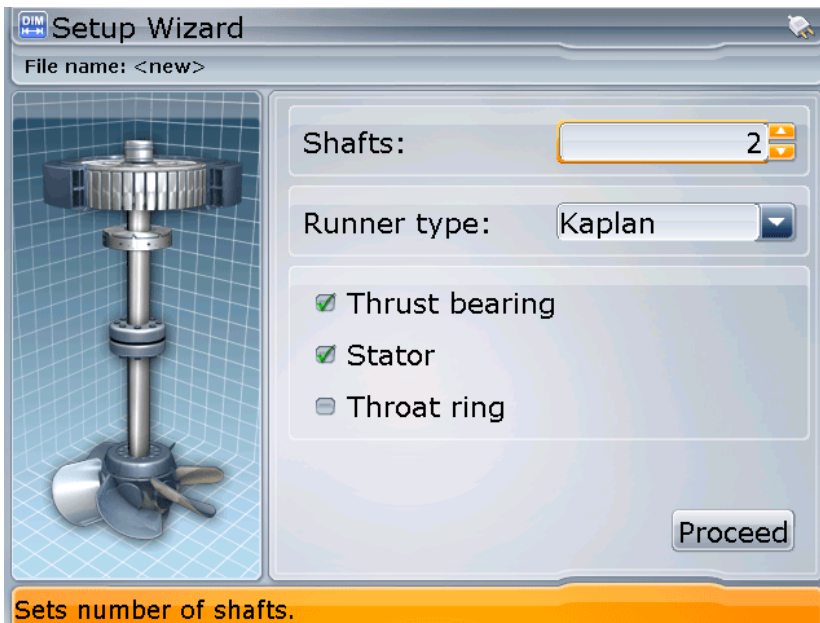 DIM
Setup Wizard
File name: <new>
Shafts:
2
Runner type:
Kaplan
Thrust bearing
Stator
Throat ring
Proceed
Sets number of shafts.